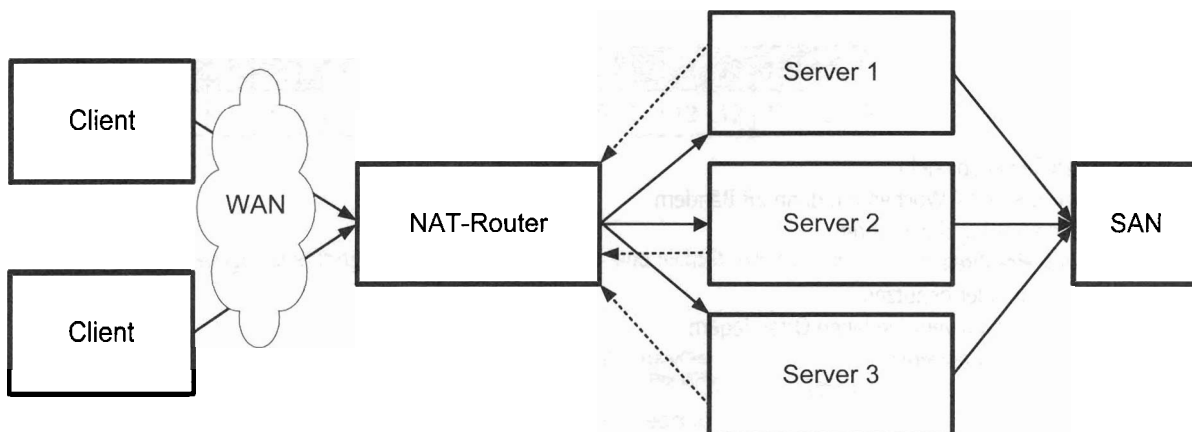 Client
Client
WAN
NAT-Router
Server 1
Server 2
Server 3
SAN